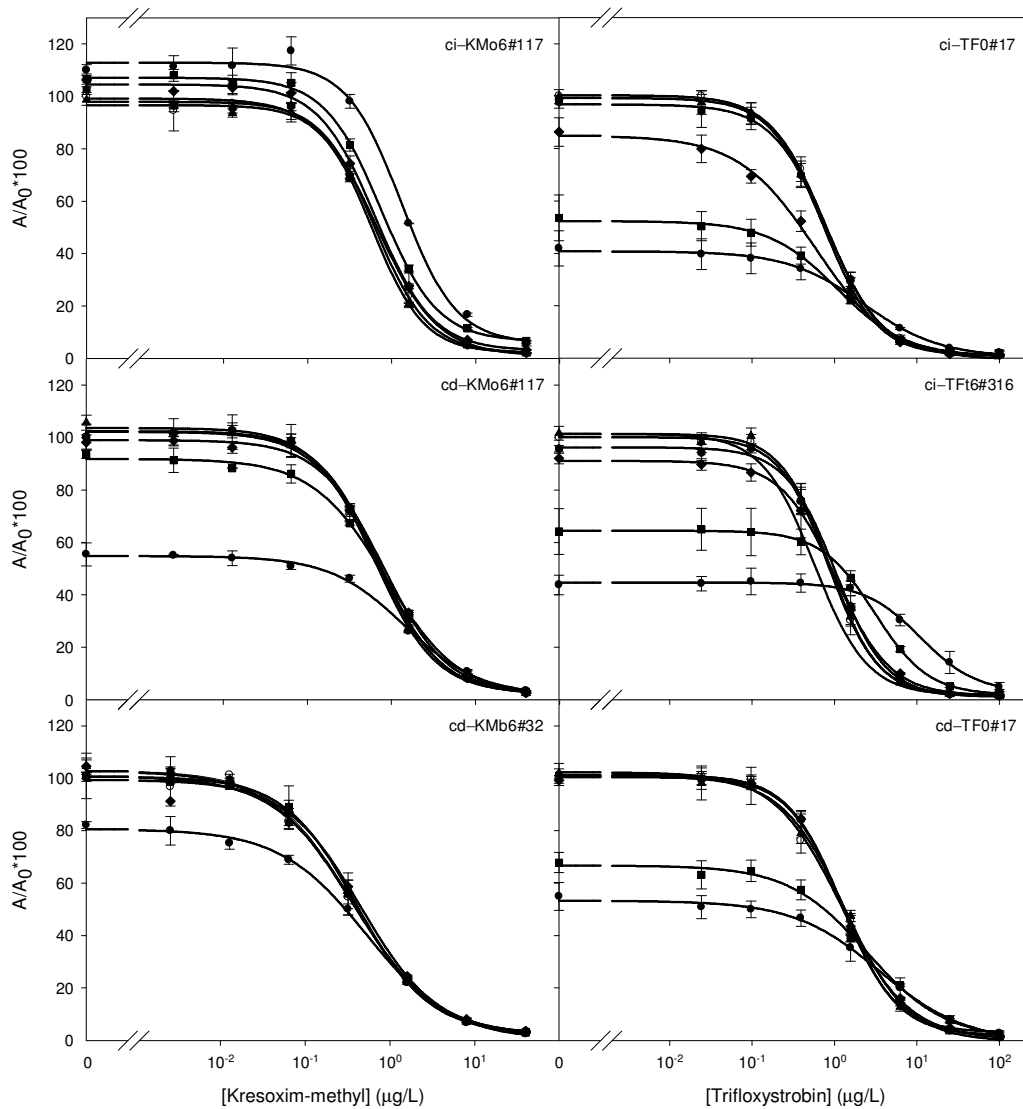 ci–KMo6#117
ci–TF0#17
120
100
80
60
40
20
0
A/A0*100
cd–KMo6#117
ci–TFt6#316
120
100
80
60
40
20
0
A/A0*100
cd–KMb6#32
cd–TF0#17
120
100
80
60
40
20
0
A/A0*100
0 10-2 10-1 100 101
0 10-2 10-1 100 101 102
[Kresoxim-methyl] (µg/L)
[Trifloxystrobin] (µg/L)